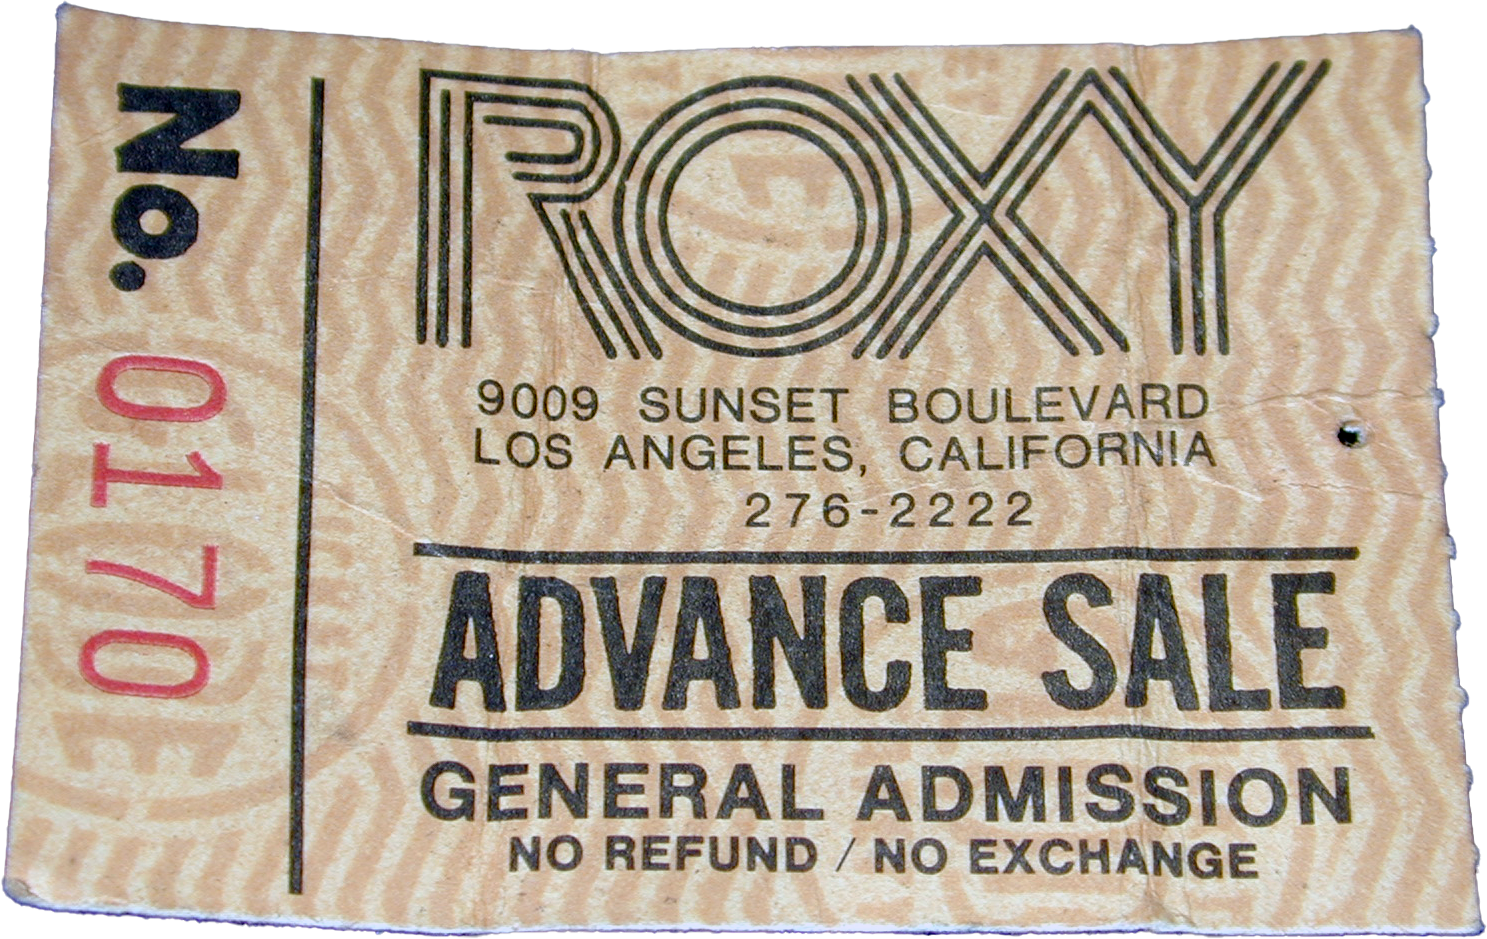 No. 0170
ROXY
9009 SUNSET BOULEVARD
LOS ANGELES, CALIFORNIA
276-2222
ADVANCE SALE
GENERAL ADMISSION
NO REFUND / NO EXCHANGE